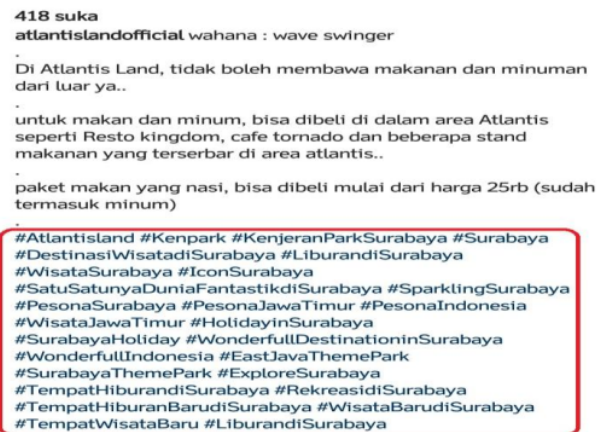 418 suka
atlantislandofficial wahana : wave swinger
.
Di Atlantis Land, tidak boleh membawa makanan dan minuman
dari luar ya..
.
untuk makan dan minum, bisa dibeli di dalam area Atlantis
seperti Resto kingdom, cafe tornado dan beberapa stand
makanan yang terserbar di area atlantis..
.
paket makan yang nasi, bisa dibeli mulai dari harga 25rb (sudah
termasuk minum)
.
#Atlantisland #Kenpark #KenjeranParkSurabaya #Surabaya
#DestinasiWisatadiSurabaya #LiburandiSurabaya
#WisataSurabaya #IconSurabaya
#SatuSatunyaDuniaFantastikdiSurabaya #SparklingSurabaya
#PesonaSurabaya #PesonaJawaTimur #PesonaIndonesia
#WisataJawaTimur #HolidayinSurabaya
#SurabayaHoliday #WonderfullDestinationinSurabaya
#WonderfullIndonesia #EastJavaThemePark
#SurabayaThemePark #ExploreSurabaya
#TempatHiburandiSurabaya #RekreasidiSurabaya
#TempatHiburanBarudiSurabaya #WisataBarudiSurabaya
#TempatWisataBaru #LiburandiSurabaya